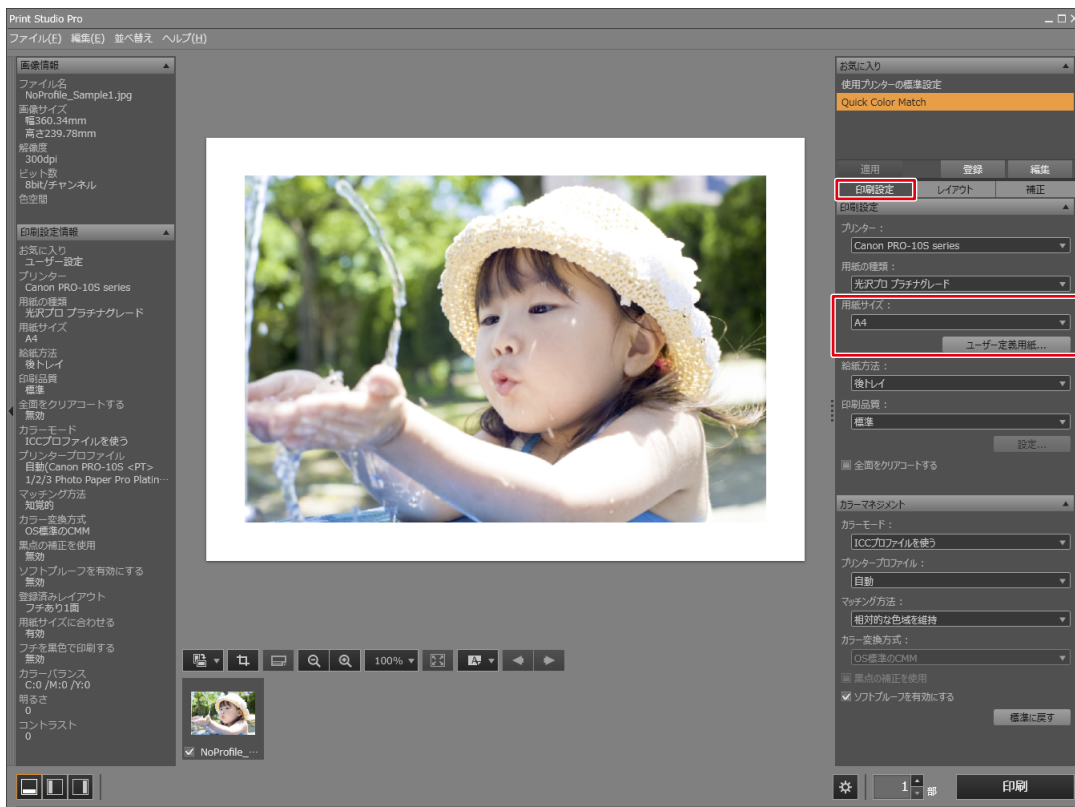 Print Studio Pro
ファイル(F) 編集(E) 並べ替え ヘルプ(H)
画像情報
ファイル名
NoProfile_Sample1.jpg
画像サイズ
幅360.34mm
高さ239.78mm
解像度
300dpi
ビット数
8bit/チャンネル
色空間
印刷設定情報
お気に入り
ユーザー設定
プリンター
Canon PRO-10S series
用紙の種類
光沢プロ プラチナグレード
用紙サイズ
A4
給紙方法
後トレイ
印刷品質
標準
全面をクリアコートする
無効
カラーモード
ICCプロファイルを使う
プリンタープロファイル
自動(Canon PRO-10S <PT>
1/2/3 Photo Paper Pro Platin…
マッチング方法
知覚的
カラー変換方式
OS標準のCMM
黒点の補正を使用
無効
ソフトプルーフを有効にする
無効
登録済みレイアウト
フチあり1面
用紙サイズに合わせる
有効
フチを黒色で印刷する
無効
カラーバランス
C:0 /M:0 /Y:0
明るさ
0
コントラスト
0
100%
A
NoProfile_…
お気に入り
使用プリンターの標準設定
Quick Color Match
適用 登録 編集
印刷設定 レイアウト 補正
印刷設定
プリンター：
Canon PRO-10S series
用紙の種類：
光沢プロ プラチナグレード
用紙サイズ：
A4
ユーザー定義用紙...
給紙方法：
後トレイ
印刷品質：
標準
設定...
全面をクリアコートする
カラーマネジメント
カラーモード：
ICCプロファイルを使う
プリンタープロファイル：
自動
マッチング方法：
相対的な色域を維持
カラー変換方式：
OS標準のCMM
黒点の補正を使用
ソフトプルーフを有効にする
標準に戻す
1 部 印刷